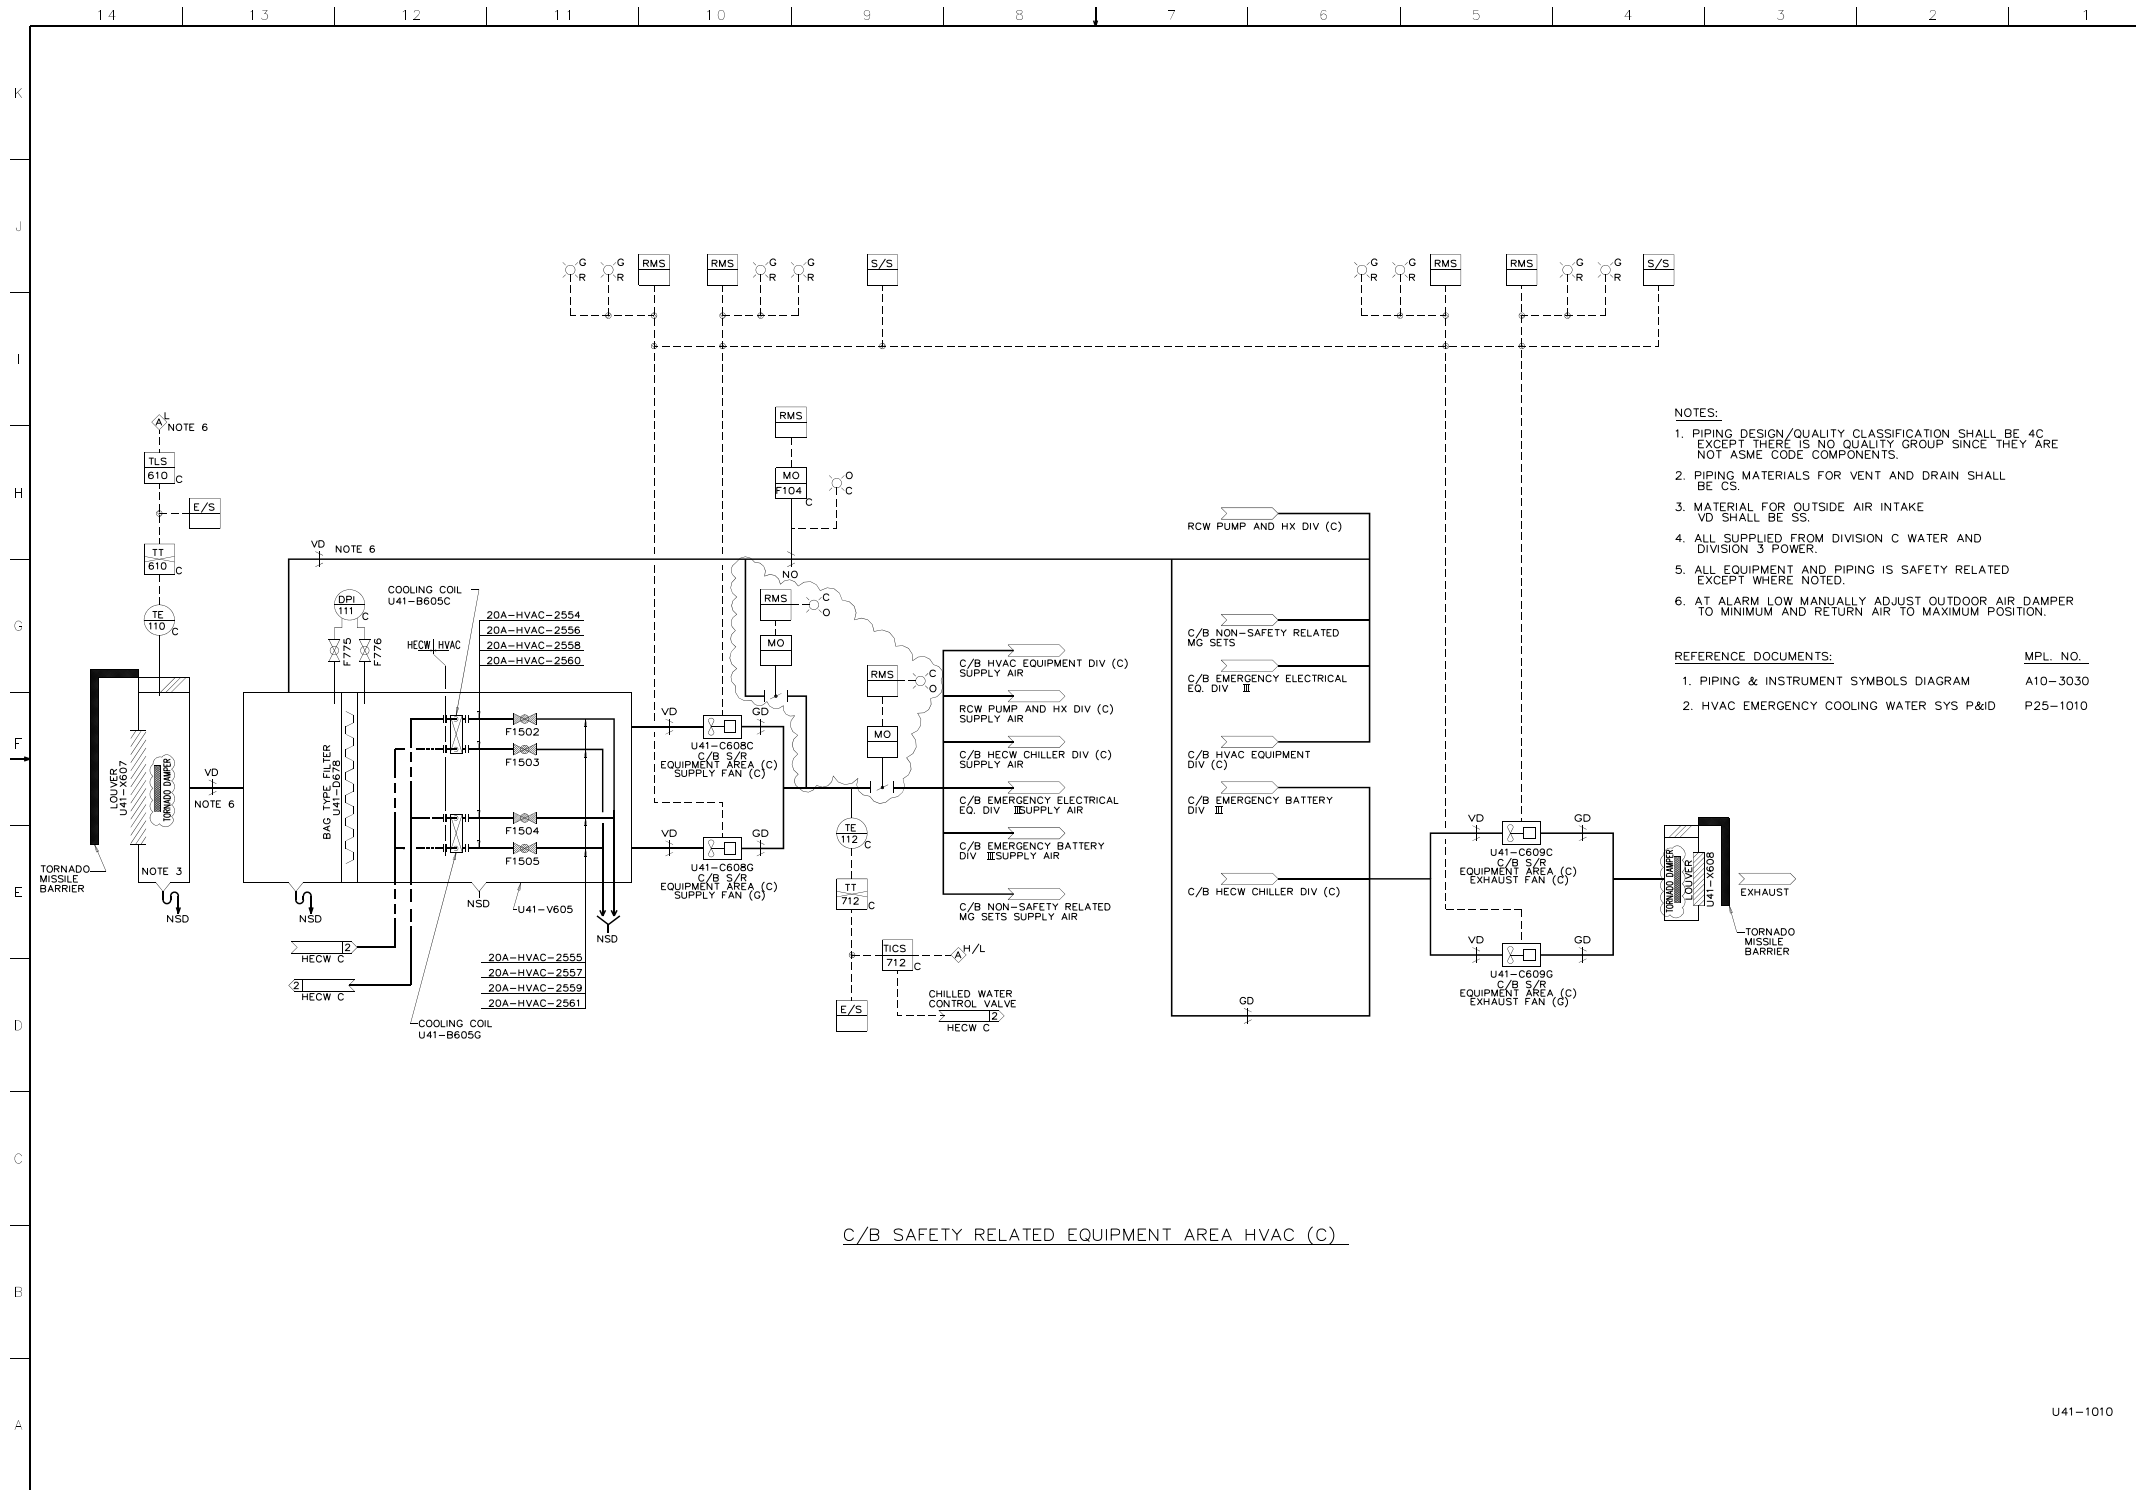 14 13 12 11 10 9 8 7 6 5 4 3 2 1
K
J
I
H
G
F
E
D
C
B
A
G
R
G
R
RMS
RMS
G
R
G
R
S/S
G
R
G
R
RMS
RMS
G
R
G
R
S/S
A
L
NOTE 6
TLS
610
C
E/S
TT
610
C
TE
110
C
LOUVER
U41-X607
TORNADO DAMPER
VD
NOTE 6
NOTE 3
NSD
TORNADO
MISSILE
BARRIER
VD
NOTE 6
DPI
111
C
F775
F776
BAG TYPE FILTER
U41-D678
COOLING COIL
U41-B605C
HECW
HVAC
20A-HVAC-2554
20A-HVAC-2556
20A-HVAC-2558
20A-HVAC-2560
F1502
F1503
F1504
F1505
NSD
NSD
U41-V605
NSD
2
HECW C
2
HECW C
20A-HVAC-2555
20A-HVAC-2557
20A-HVAC-2559
20A-HVAC-2561
COOLING COIL
U41-B605G
VD
GD
U41-C608C
C/B S/R
EQUIPMENT AREA (C)
SUPPLY FAN (C)
VD
GD
U41-C608G
C/B S/R
EQUIPMENT AREA (C)
SUPPLY FAN (G)
RMS
MO
F104
C
O
C
NO
RMS
C
O
MO
RMS
C
O
MO
TE
112
C
TT
712
C
TICS
712
C
A
H/L
E/S
CHILLED WATER
CONTROL VALVE
2
HECW C
C/B HVAC EQUIPMENT DIV (C)
SUPPLY AIR
RCW PUMP AND HX DIV (C)
SUPPLY AIR
C/B HECW CHILLER DIV (C)
SUPPLY AIR
C/B EMERGENCY ELECTRICAL
EQ. DIV III SUPPLY AIR
C/B EMERGENCY BATTERY
DIV III SUPPLY AIR
C/B NON-SAFETY RELATED
MG SETS SUPPLY AIR
RCW PUMP AND HX DIV (C)
C/B NON-SAFETY RELATED
MG SETS
C/B EMERGENCY ELECTRICAL
EQ. DIV III
C/B HVAC EQUIPMENT
DIV (C)
C/B EMERGENCY BATTERY
DIV III
C/B HECW CHILLER DIV (C)
GD
VD
GD
U41-C609C
C/B S/R
EQUIPMENT AREA (C)
EXHAUST FAN (C)
VD
GD
U41-C609G
C/B S/R
EQUIPMENT AREA (C)
EXHAUST FAN (G)
TORNADO DAMPER
LOUVER
U41-X608
EXHAUST
TORNADO
MISSILE
BARRIER
NOTES:
1. PIPING DESIGN/QUALITY CLASSIFICATION SHALL BE 4C
EXCEPT THERE IS NO QUALITY GROUP SINCE THEY ARE
NOT ASME CODE COMPONENTS.
2. PIPING MATERIALS FOR VENT AND DRAIN SHALL
BE CS.
3. MATERIAL FOR OUTSIDE AIR INTAKE
VD SHALL BE SS.
4. ALL SUPPLIED FROM DIVISION C WATER AND
DIVISION 3 POWER.
5. ALL EQUIPMENT AND PIPING IS SAFETY RELATED
EXCEPT WHERE NOTED.
6. AT ALARM LOW MANUALLY ADJUST OUTDOOR AIR DAMPER
TO MINIMUM AND RETURN AIR TO MAXIMUM POSITION.
REFERENCE DOCUMENTS: MPL. NO.
1. PIPING & INSTRUMENT SYMBOLS DIAGRAM A10-3030
2. HVAC EMERGENCY COOLING WATER SYS P&ID P25-1010
C/B SAFETY RELATED EQUIPMENT AREA HVAC (C)
U41-1010